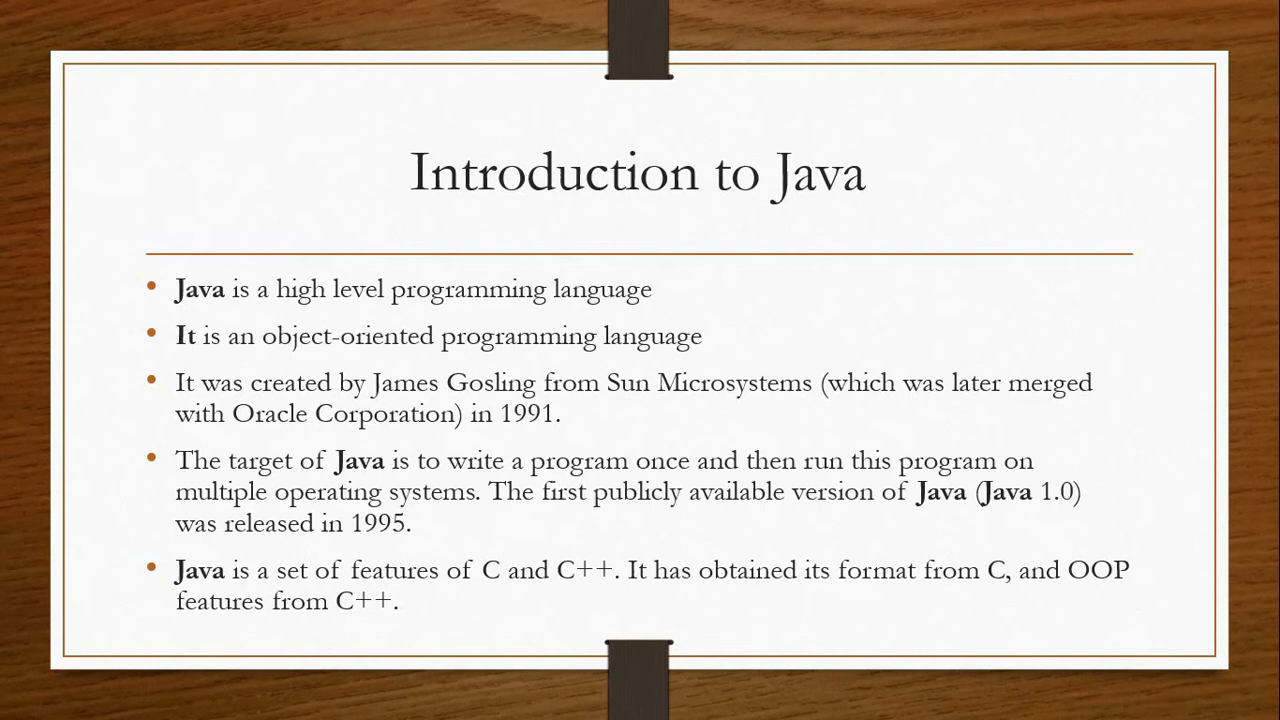 Introduction to Java
• Java is a high level programming language
• It is an object-oriented programming language
• It was created by James Gosling from Sun Microsystems (which was later merged
with Oracle Corporation) in 1991.
• The target of Java is to write a program once and then run this program on
multiple operating systems. The first publicly available version of Java (Java 1.0)
was released in 1995.
• Java is a set of features of C and C++. It has obtained its format from C, and OOP
features from C++.